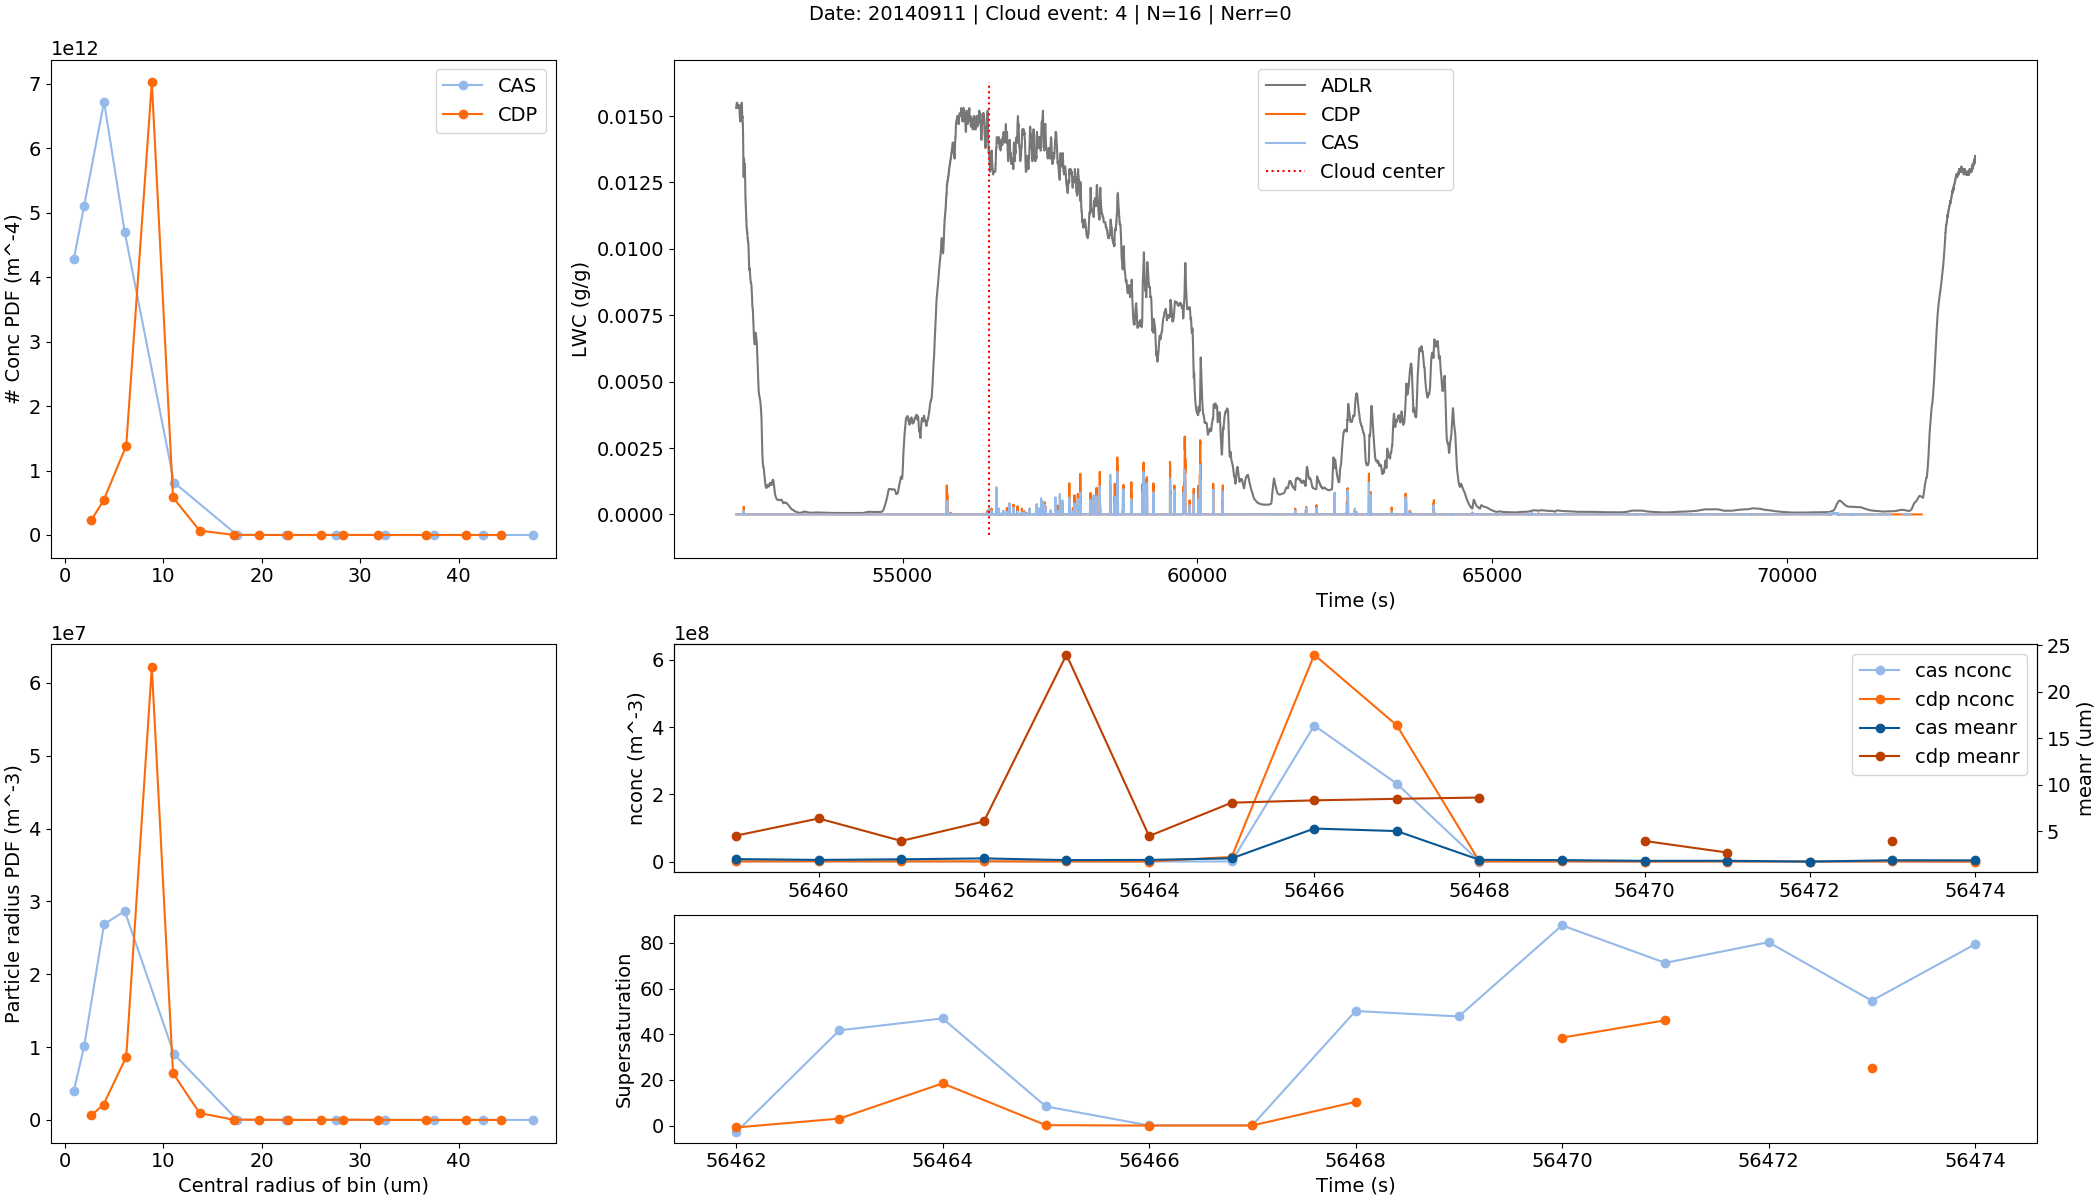 Date: 20140911 | Cloud event: 4 | N=16 | Nerr=0
1e12
# Conc PDF (m^-4)
7
6
5
4
3
2
1
0
0 10 20 30 40
CAS
CDP
LWC (g/g)
0.0150
0.0125
0.0100
0.0075
0.0050
0.0025
0.0000
55000 60000 65000 70000
Time (s)
ADLR
CDP
CAS
Cloud center
1e7
Particle radius PDF (m^-3)
6
5
4
3
2
1
0
0 10 20 30 40
Central radius of bin (um)
1e8
nconc (m^-3)
6
4
2
0
56460 56462 56464 56466 56468 56470 56472 56474
25
20
15
10
5
meanr (um)
cas nconc
cdp nconc
cas meanr
cdp meanr
Supersaturation
80
60
40
20
0
56462 56464 56466 56468 56470 56472 56474
Time (s)